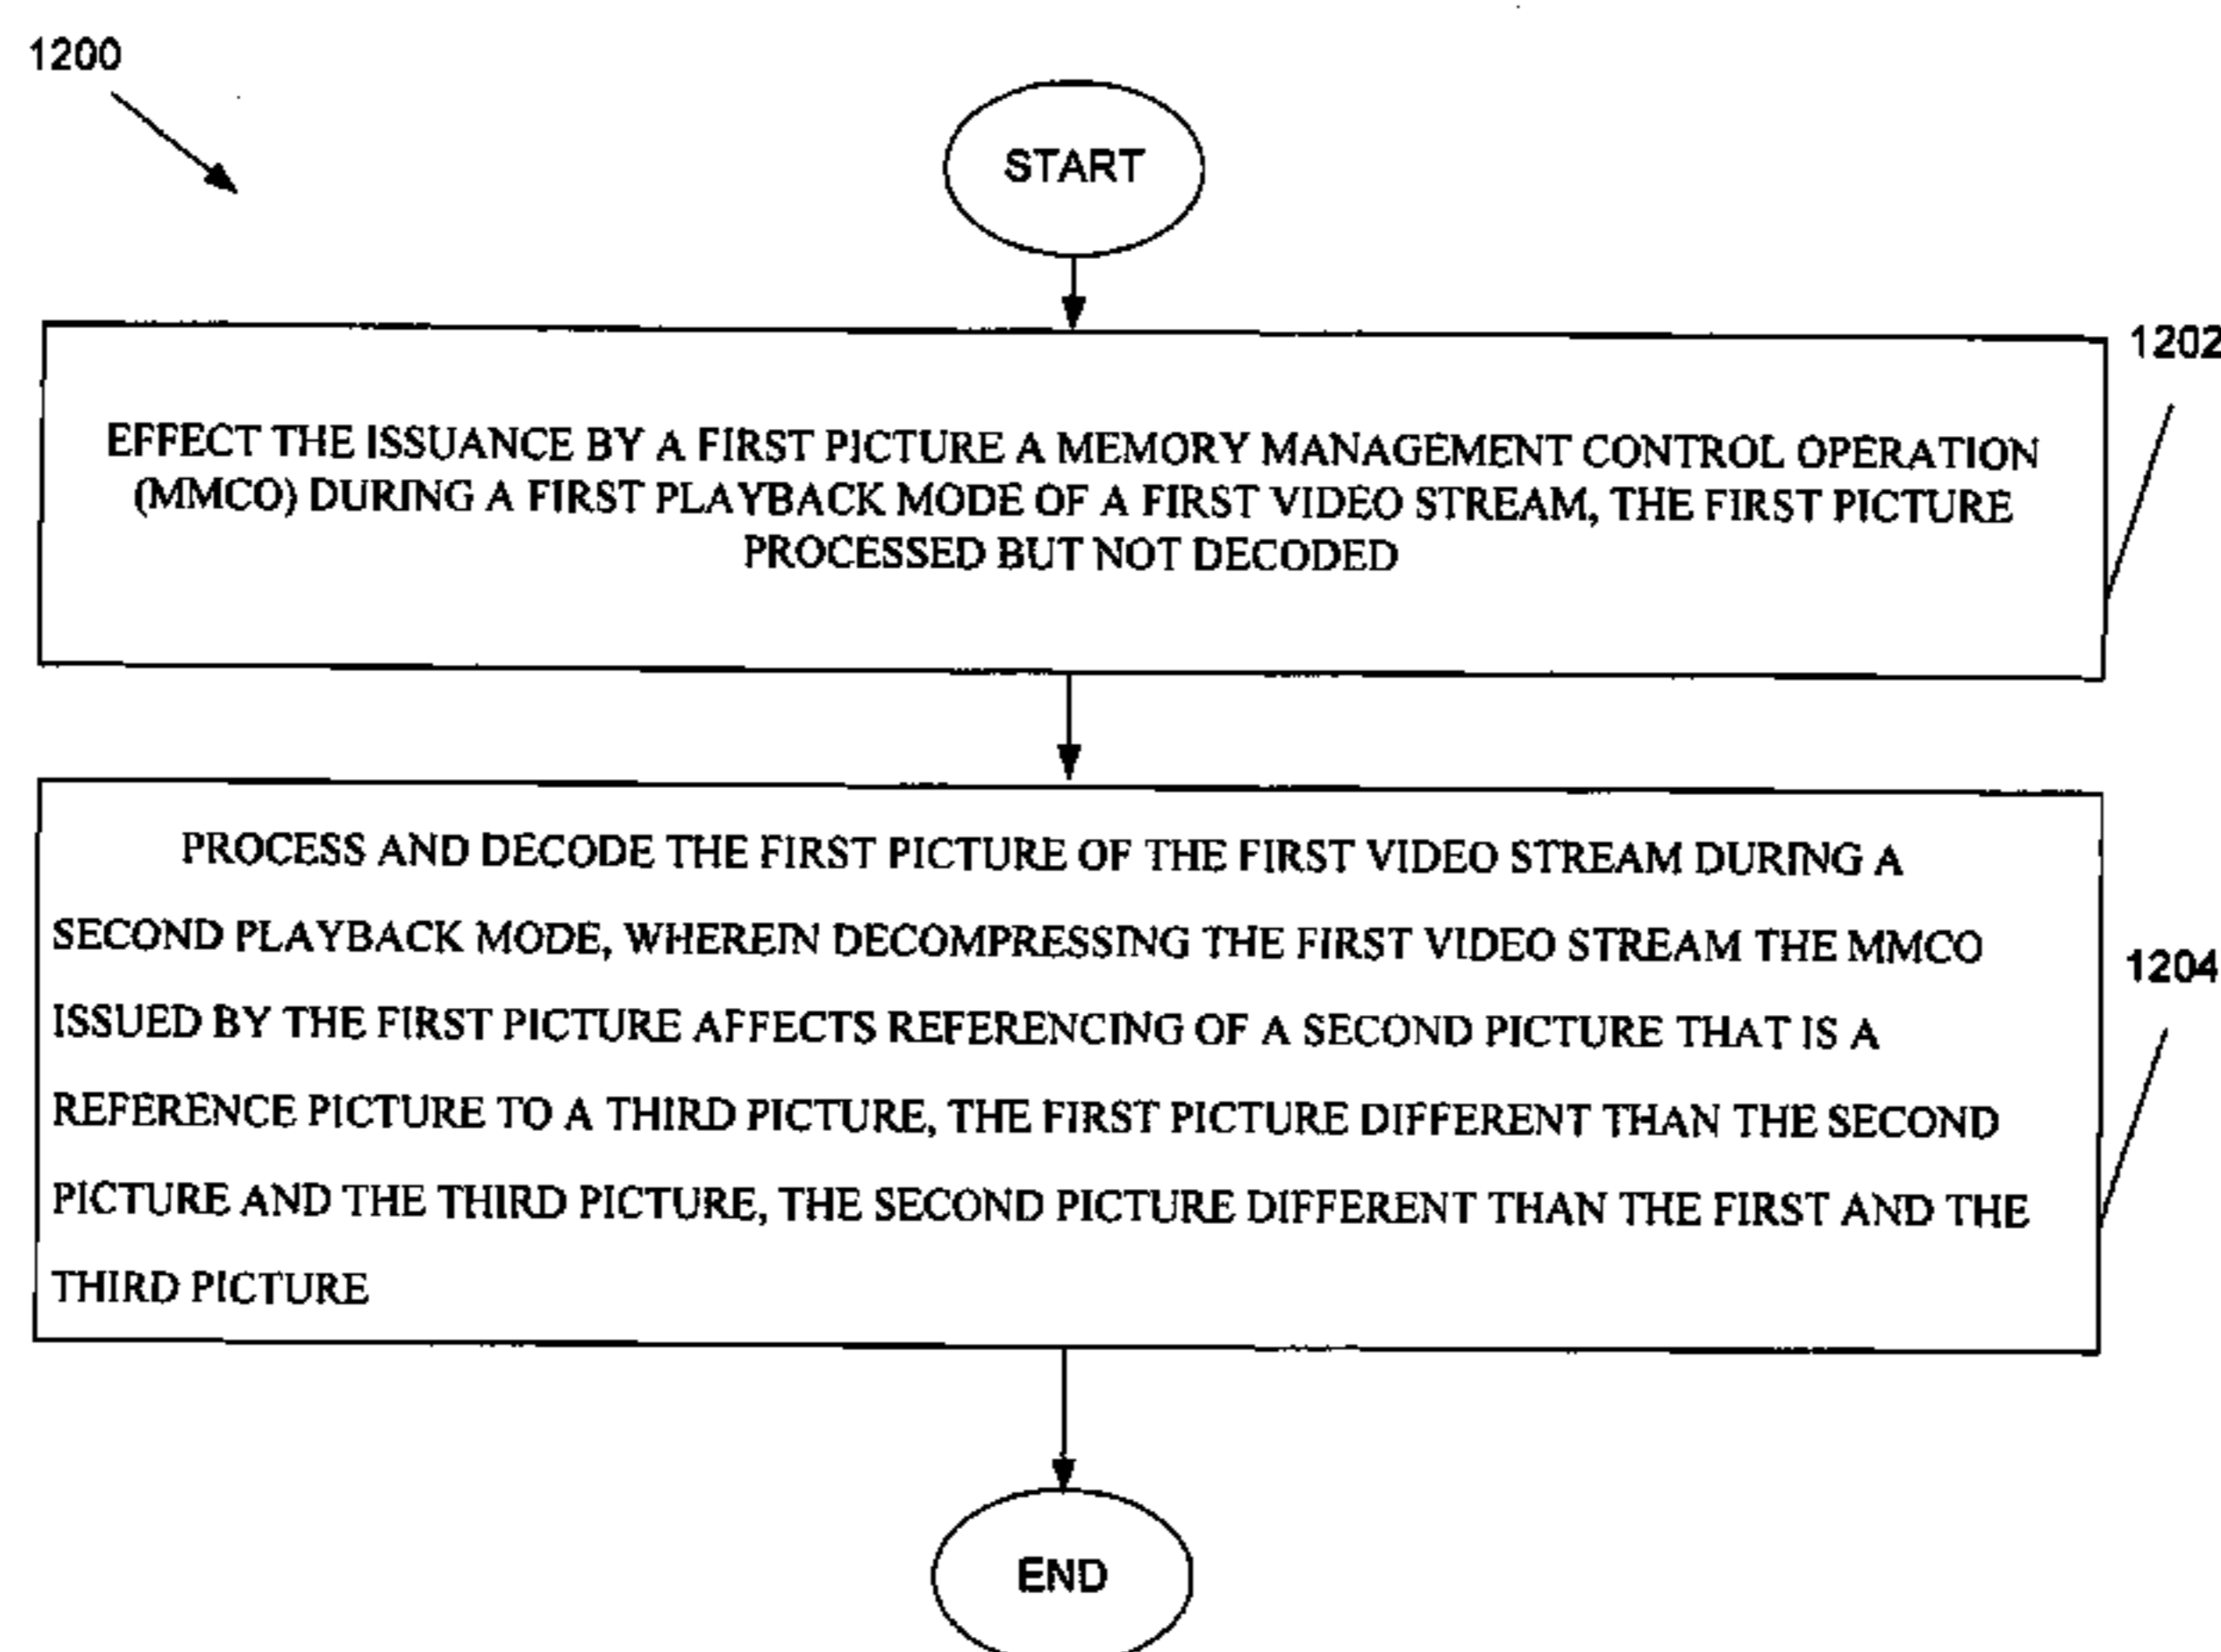 1200
START
1202
EFFECT THE ISSUANCE BY A FIRST PICTURE A MEMORY MANAGEMENT CONTROL OPERATION
(MMCO) DURING A FIRST PLAYBACK MODE OF A FIRST VIDEO STREAM, THE FIRST PICTURE
PROCESSED BUT NOT DECODED
PROCESS AND DECODE THE FIRST PICTURE OF THE FIRST VIDEO STREAM DURING A
SECOND PLAYBACK MODE, WHEREIN DECOMPRESSING THE FIRST VIDEO STREAM THE MMCO
1204
ISSUED BY THE FIRST PICTURE AFFECTS REFERENCING OF A SECOND PICTURE THAT IS A
REFERENCE PICTURE TO A THIRD PICTURE, THE FIRST PICTURE DIFFERENT THAN THE SECOND
PICTURE AND THE THIRD PICTURE, THE SECOND PICTURE DIFFERENT THAN THE FIRST AND THE
THIRD PICTURE
END